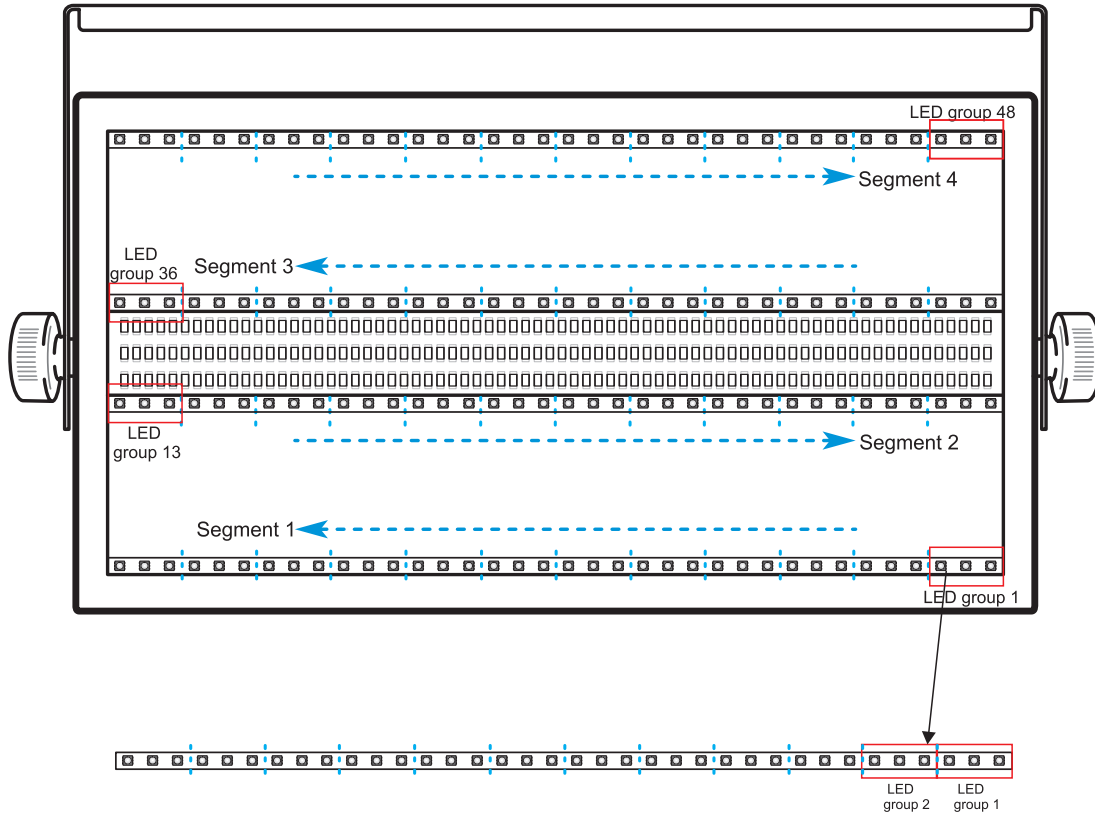 LED group 48
Segment 4
LED
group 36
Segment 3
LED
group 13
Segment 2
Segment 1
LED group 1
LED
group 2
LED
group 1